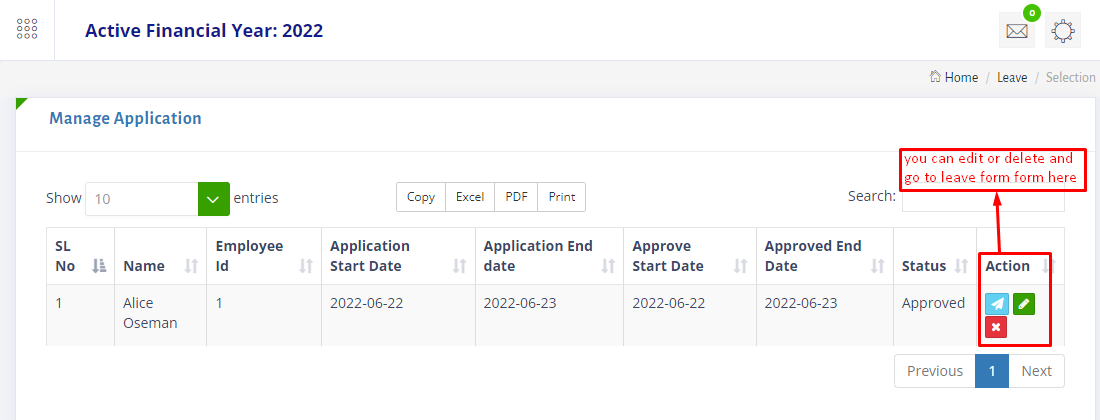 Active Financial Year: 2022
0
Home / Leave / Selection
Manage Application
you can edit or delete and
go to leave form form here
Show 10 entries
Copy Excel PDF Print
Search:
SL No Name Employee Id Application Start Date Application End date Approve Start Date Approved End Date Status Action
1 Alice Oseman 1 2022-06-22 2022-06-23 2022-06-22 2022-06-23 Approved
Previous 1 Next